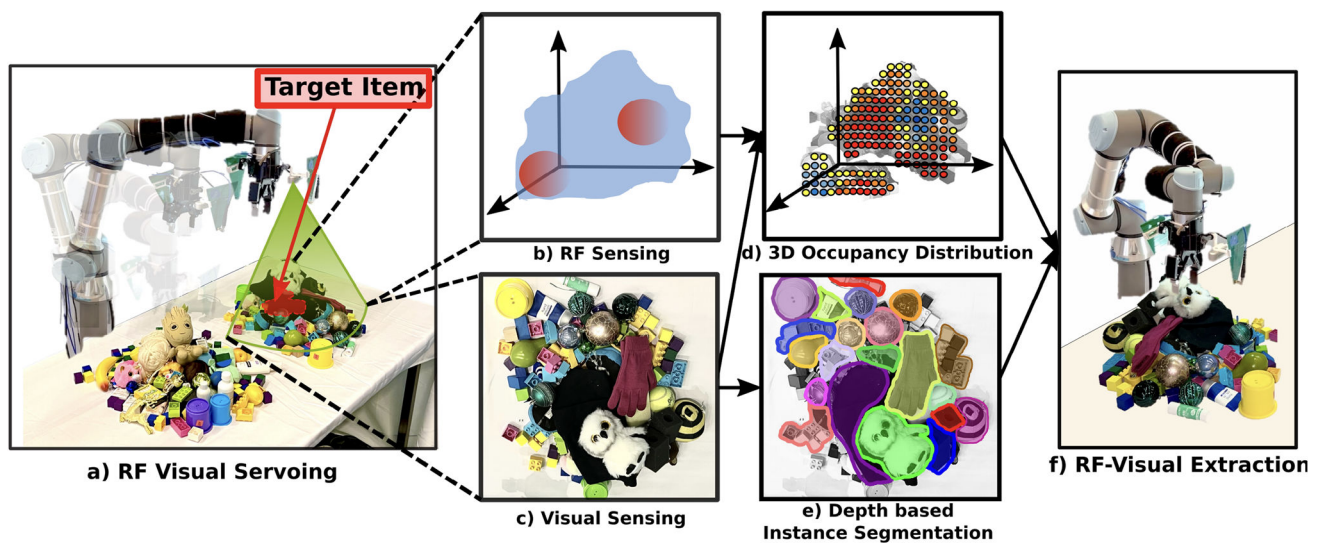 Target Item
a) RF Visual Servoing
b) RF Sensing
c) Visual Sensing
d) 3D Occupancy Distribution
e) Depth based
Instance Segmentation
f) RF-Visual Extraction